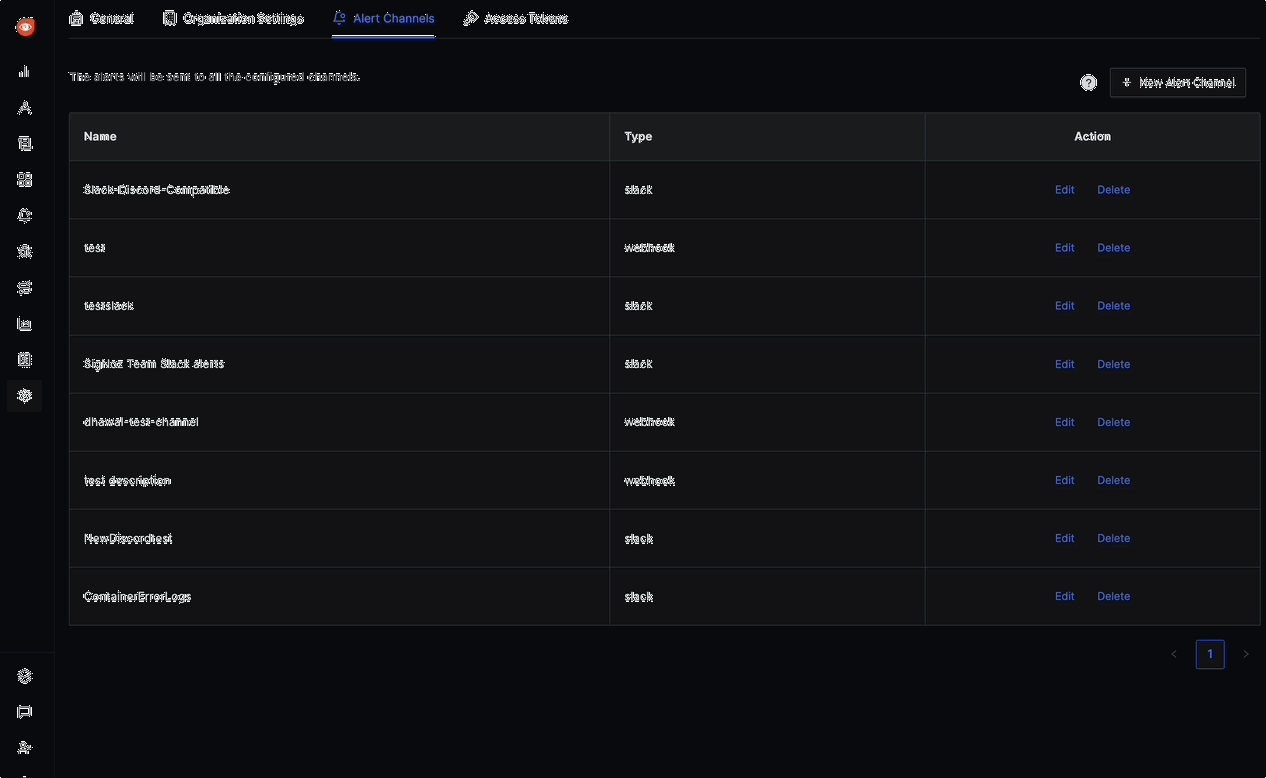 General Organization Settings Alert Channels Access Tokens
The alerts will be sent to all the configured channels.
? New Alert Channel
Name Type Action
Slack-Discord-Compatible slack Edit Delete
test webhook Edit Delete
testslack slack Edit Delete
SigNoz Team Slack alerts slack Edit Delete
dhawal-test-channel webhook Edit Delete
test description webhook Edit Delete
NewDiscordtest slack Edit Delete
ContainerErrorLogs slack Edit Delete
< 1 >